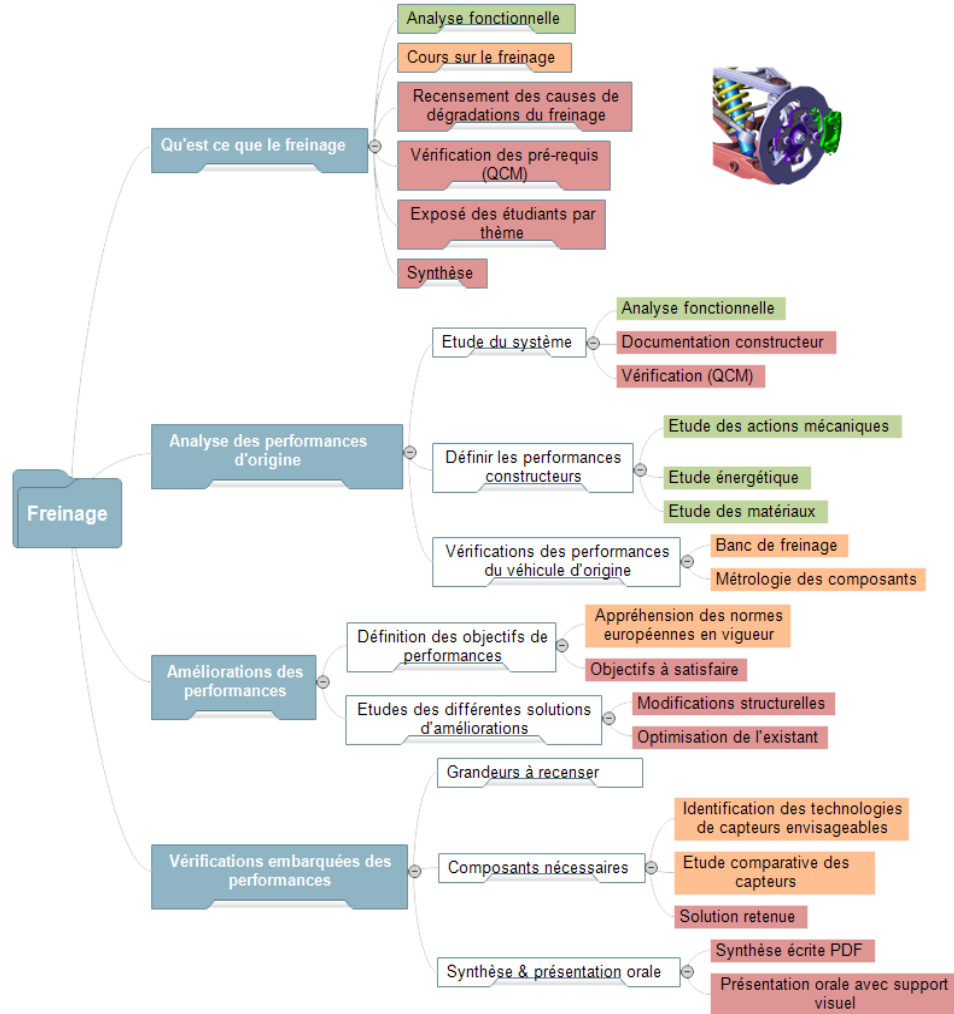 Freinage
Qu'est ce que le freinage
Analyse fonctionnelle
Cours sur le freinage
Recensement des causes de
dégradations du freinage
Vérification des pré-requis
(QCM)
Exposé des étudiants par
thème
Synthèse
Analyse des performances
d'origine
Etude du système
Analyse fonctionnelle
Documentation constructeur
Vérification (QCM)
Définir les performances
constructeurs
Etude des actions mécaniques
Etude énergétique
Etude des matériaux
Vérifications des performances
du véhicule d'origine
Banc de freinage
Métrologie des composants
Améliorations des
performances
Définition des objectifs de
performances
Appréhension des normes
européennes en vigueur
Objectifs à satisfaire
Etudes des différentes solutions
d'améliorations
Modifications structurelles
Optimisation de l'existant
Vérifications embarquées des
performances
Grandeurs à recenser
Composants nécessaires
Identification des technologies
de capteurs envisageables
Etude comparative des
capteurs
Solution retenue
Synthèse & présentation orale
Synthèse écrite PDF
Présentation orale avec support
visuel